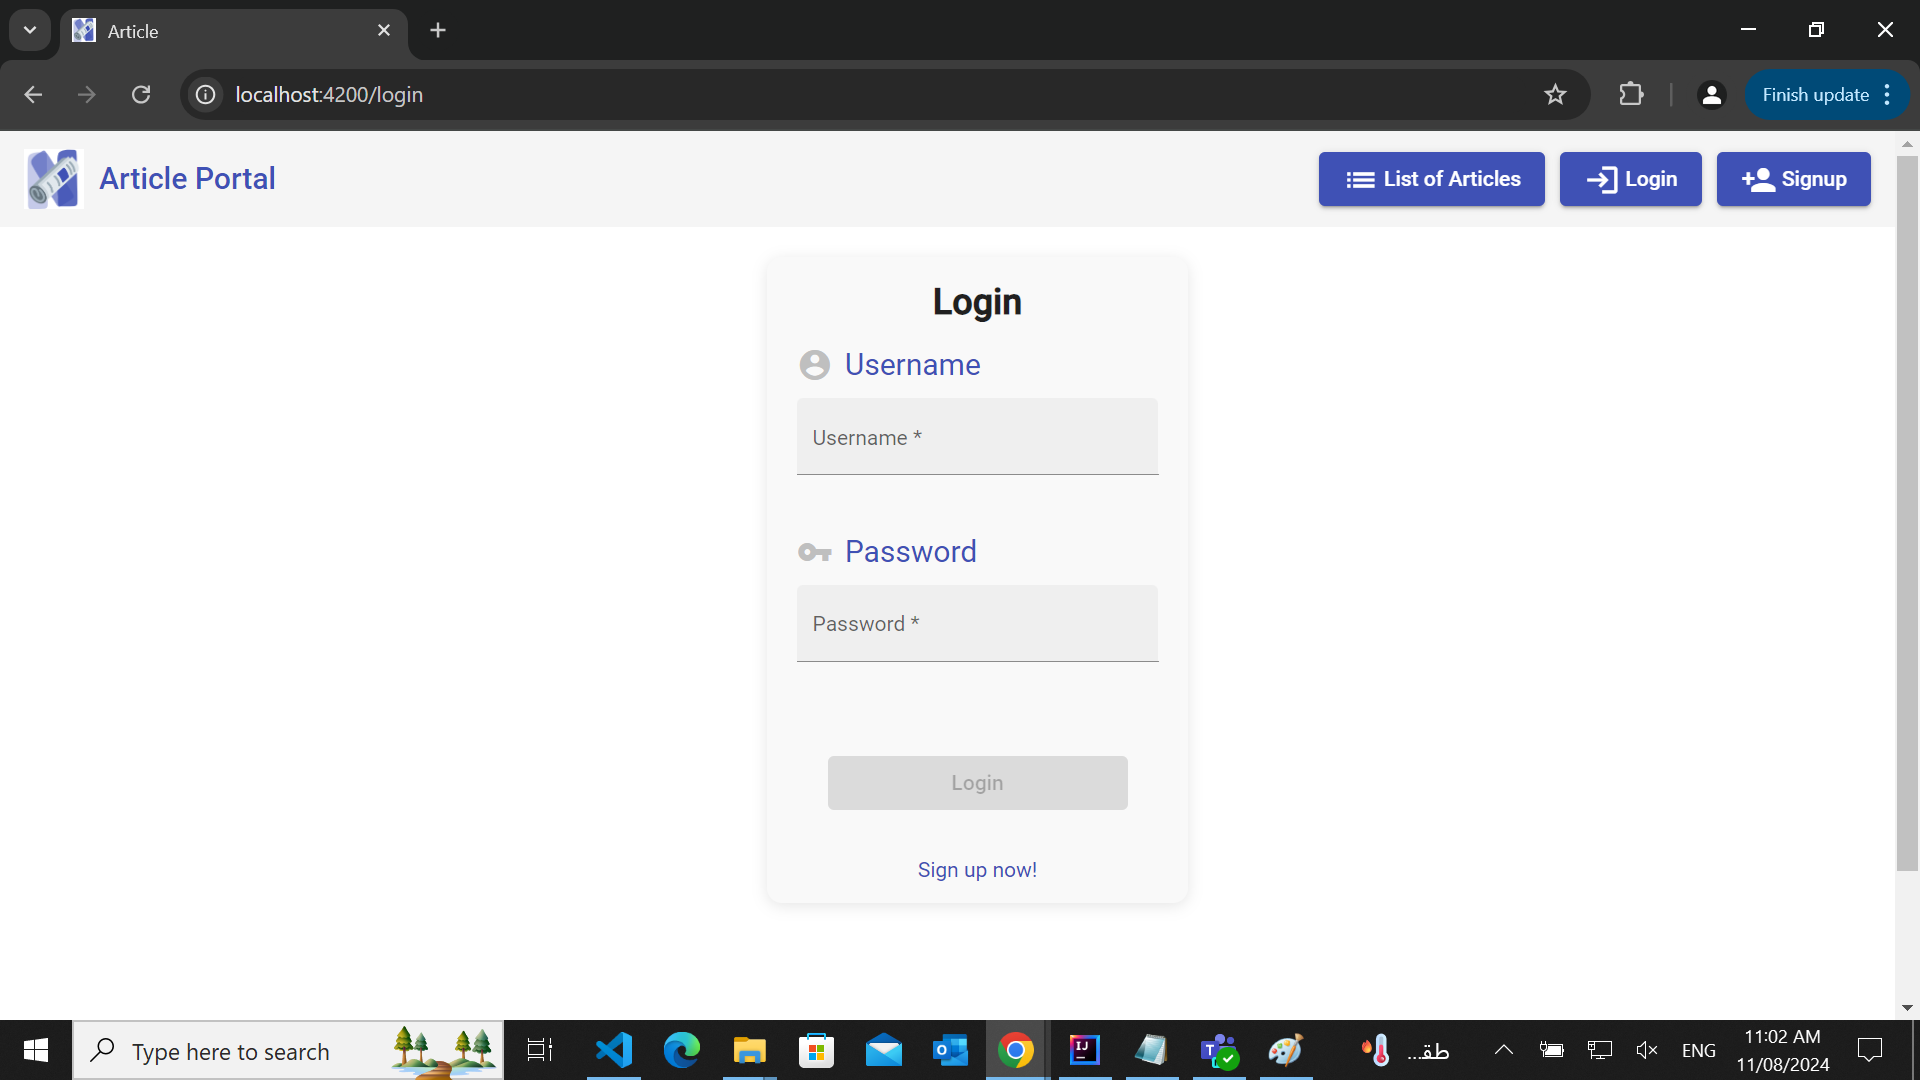 Article
localhost:4200/login
Finish update
Article Portal
List of Articles
Login
Signup
Login
Username
Username *
Password
Password *
Login
Sign up now!
Type here to search
طقـ...
ENG
11:02 AM
11/08/2024